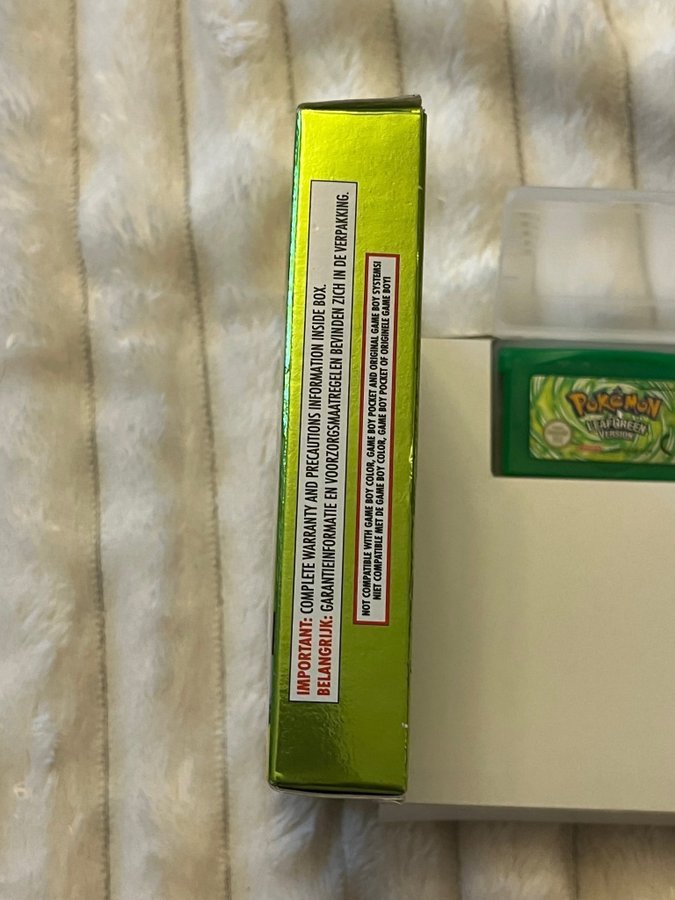 IMPORTANT: COMPLETE WARRANTY AND PRECAUTIONS INFORMATION INSIDE BOX.
BELANGRIJK: GARANTIEINFORMATIE EN VOORZORGSMAATREGELEN BEVINDEN ZICH IN DE VERPAKKING.
NOT COMPATIBLE WITH GAME BOY COLOR, GAME BOY POCKET AND ORIGINAL GAME BOY SYSTEMS!
NIET COMPATIBLE MET DE GAME BOY COLOR, GAME BOY POCKET OF ORIGINELE GAME BOY!
POKéMON
LEAFGREEN
VERSION